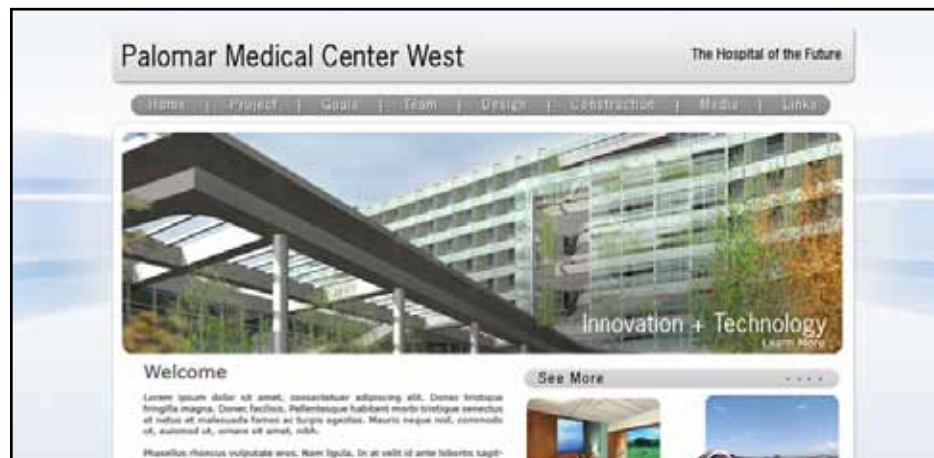 Palomar Medical Center West
The Hospital of the Future
Home | Project | Goals | Team | Design | Construction | Media | Links
Innovation + Technology
Learn More
Welcome
See More
Lorem ipsum dolor sit amet, consectetuer adipiscing elit. Donec tristique
fringilla magna. Donec facilisis. Pellentesque habitant morbi tristique senectus
et netus et malesuada fames ac turpis egestas. Mauris neque nisl, commodo
ut, euismod ut, ornare sit amet, nibh.
Phasellus rhoncus vulputate eros. Nam ligula. In at velit id ante lobortis sagit-